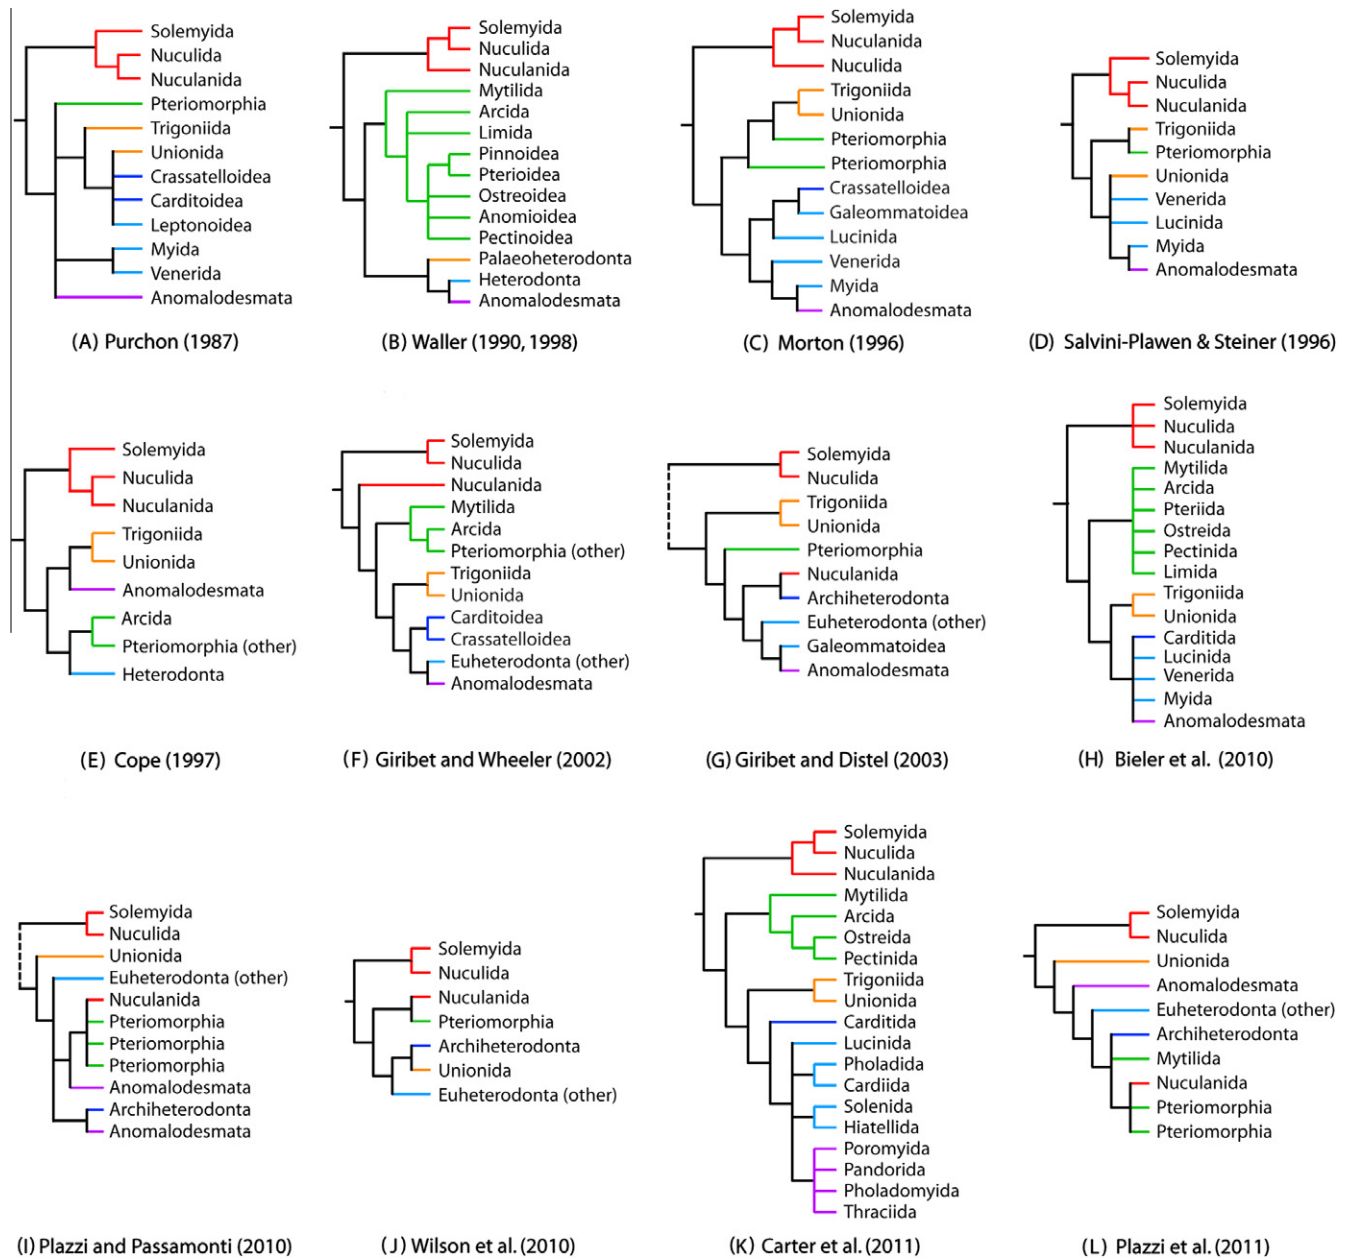 Solemyida
Nuculida
Nuculanida
Pteriomorphia
Trigoniida
Unionida
Crassatelloidea
Carditoidea
Leptonoidea
Myida
Venerida
Anomalodesmata
(A) Purchon (1987)
Solemyida
Nuculida
Nuculanida
Mytilida
Arcida
Limida
Pinnoidea
Pterioidea
Ostreoidea
Anomioidea
Pectinoidea
Palaeoheterodonta
Heterodonta
Anomalodesmata
(B) Waller (1990, 1998)
Solemyida
Nuculanida
Nuculida
Trigoniida
Unionida
Pteriomorphia
Pteriomorphia
Crassatelloidea
Galeommatoidea
Lucinida
Venerida
Myida
Anomalodesmata
(C) Morton (1996)
Solemyida
Nuculida
Nuculanida
Trigoniida
Pteriomorphia
Unionida
Venerida
Lucinida
Myida
Anomalodesmata
(D) Salvini-Plawen & Steiner (1996)
Solemyida
Nuculida
Nuculanida
Trigoniida
Unionida
Anomalodesmata
Arcida
Pteriomorphia (other)
Heterodonta
(E) Cope (1997)
Solemyida
Nuculida
Nuculanida
Mytilida
Arcida
Pteriomorphia (other)
Trigoniida
Unionida
Carditoidea
Crassatelloidea
Euheterodonta (other)
Anomalodesmata
(F) Giribet and Wheeler (2002)
Solemyida
Nuculida
Trigoniida
Unionida
Pteriomorphia
Nuculanida
Archiheterodonta
Euheterodonta (other)
Galeommatoidea
Anomalodesmata
(G) Giribet and Distel (2003)
Solemyida
Nuculida
Nuculanida
Mytilida
Arcida
Pteriida
Ostreida
Pectinida
Limida
Trigoniida
Unionida
Carditida
Lucinida
Venerida
Myida
Anomalodesmata
(H) Bieler et al. (2010)
Solemyida
Nuculida
Unionida
Euheterodonta (other)
Nuculanida
Pteriomorphia
Pteriomorphia
Pteriomorphia
Anomalodesmata
Archiheterodonta
Anomalodesmata
(I) Plazzi and Passamonti (2010)
Solemyida
Nuculida
Nuculanida
Pteriomorphia
Archiheterodonta
Unionida
Euheterodonta (other)
(J) Wilson et al. (2010)
Solemyida
Nuculida
Nuculanida
Mytilida
Arcida
Ostreida
Pectinida
Trigoniida
Unionida
Carditida
Lucinida
Pholadida
Cardiida
Solenida
Hiatellida
Poromyida
Pandorida
Pholadomyida
Thraciida
(K) Carter et al. (2011)
Solemyida
Nuculida
Unionida
Anomalodesmata
Euheterodonta (other)
Archiheterodonta
Mytilida
Nuculanida
Pteriomorphia
Pteriomorphia
(L) Plazzi et al. (2011)